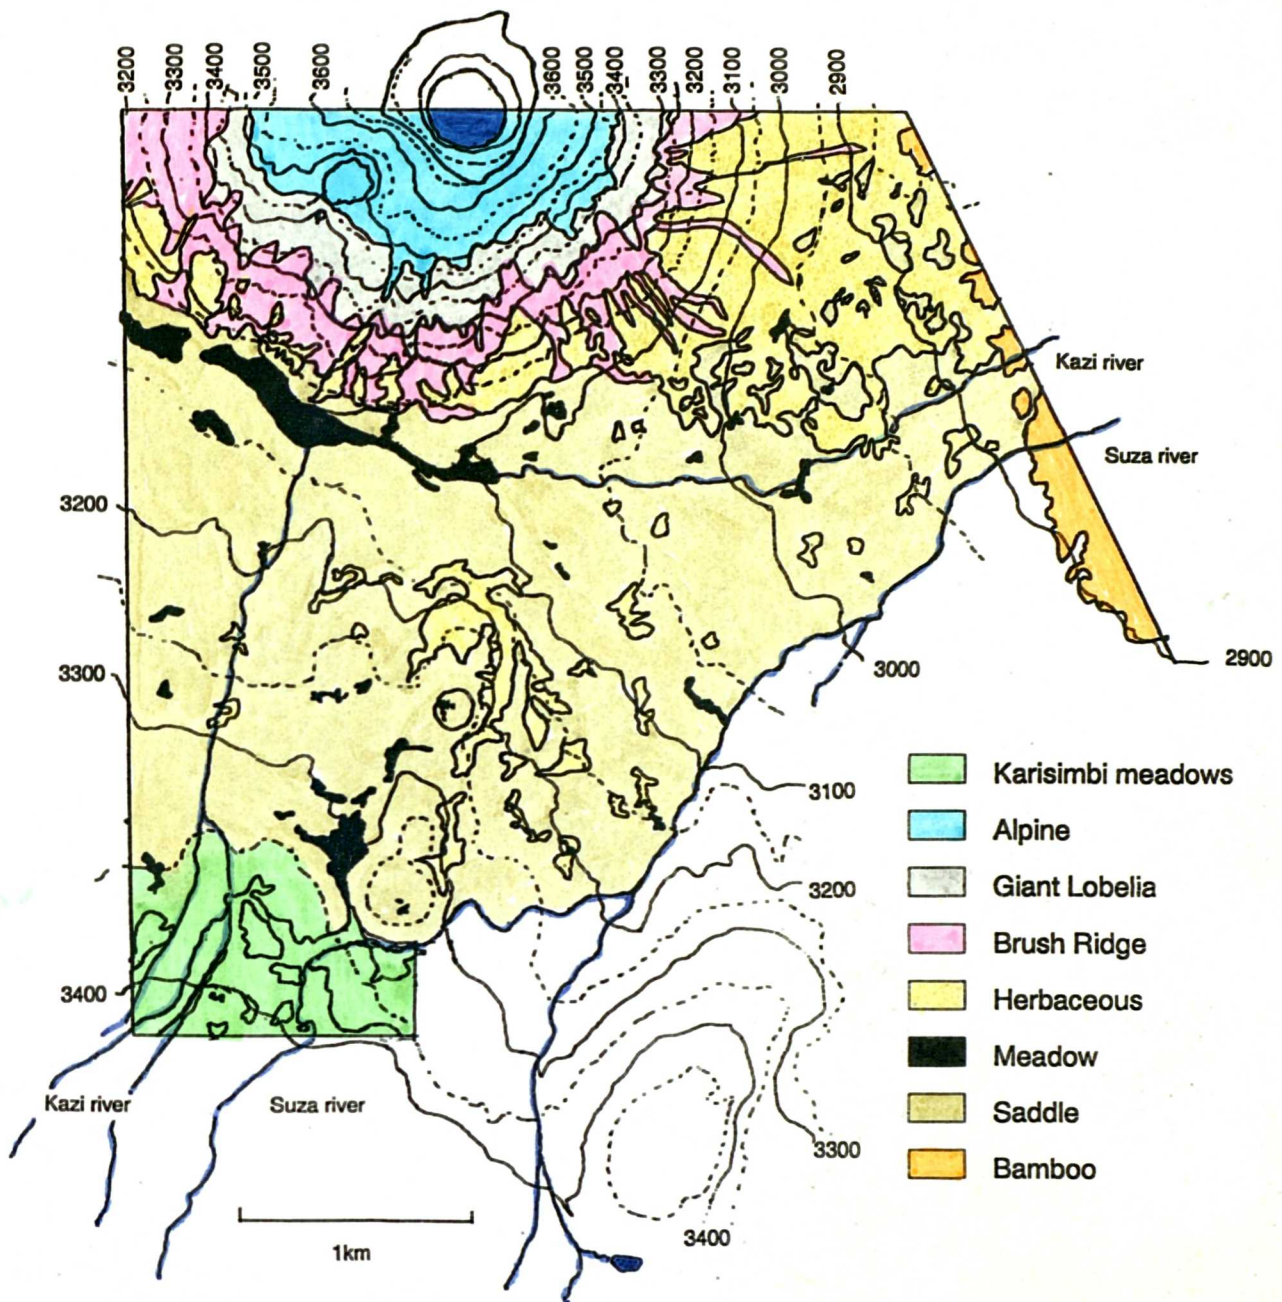 3200 3300 3400 3500 3600 3600 3500 3400 3300 3200 3100 3000 2900
Kazi river
Suza river
3200
3300
3000
2900
3100
3200
3400
Karisimbi meadows
Alpine
Giant Lobelia
Brush Ridge
Herbaceous
Meadow
Saddle
Bamboo
Kazi river
Suza river
3300
3400
1km